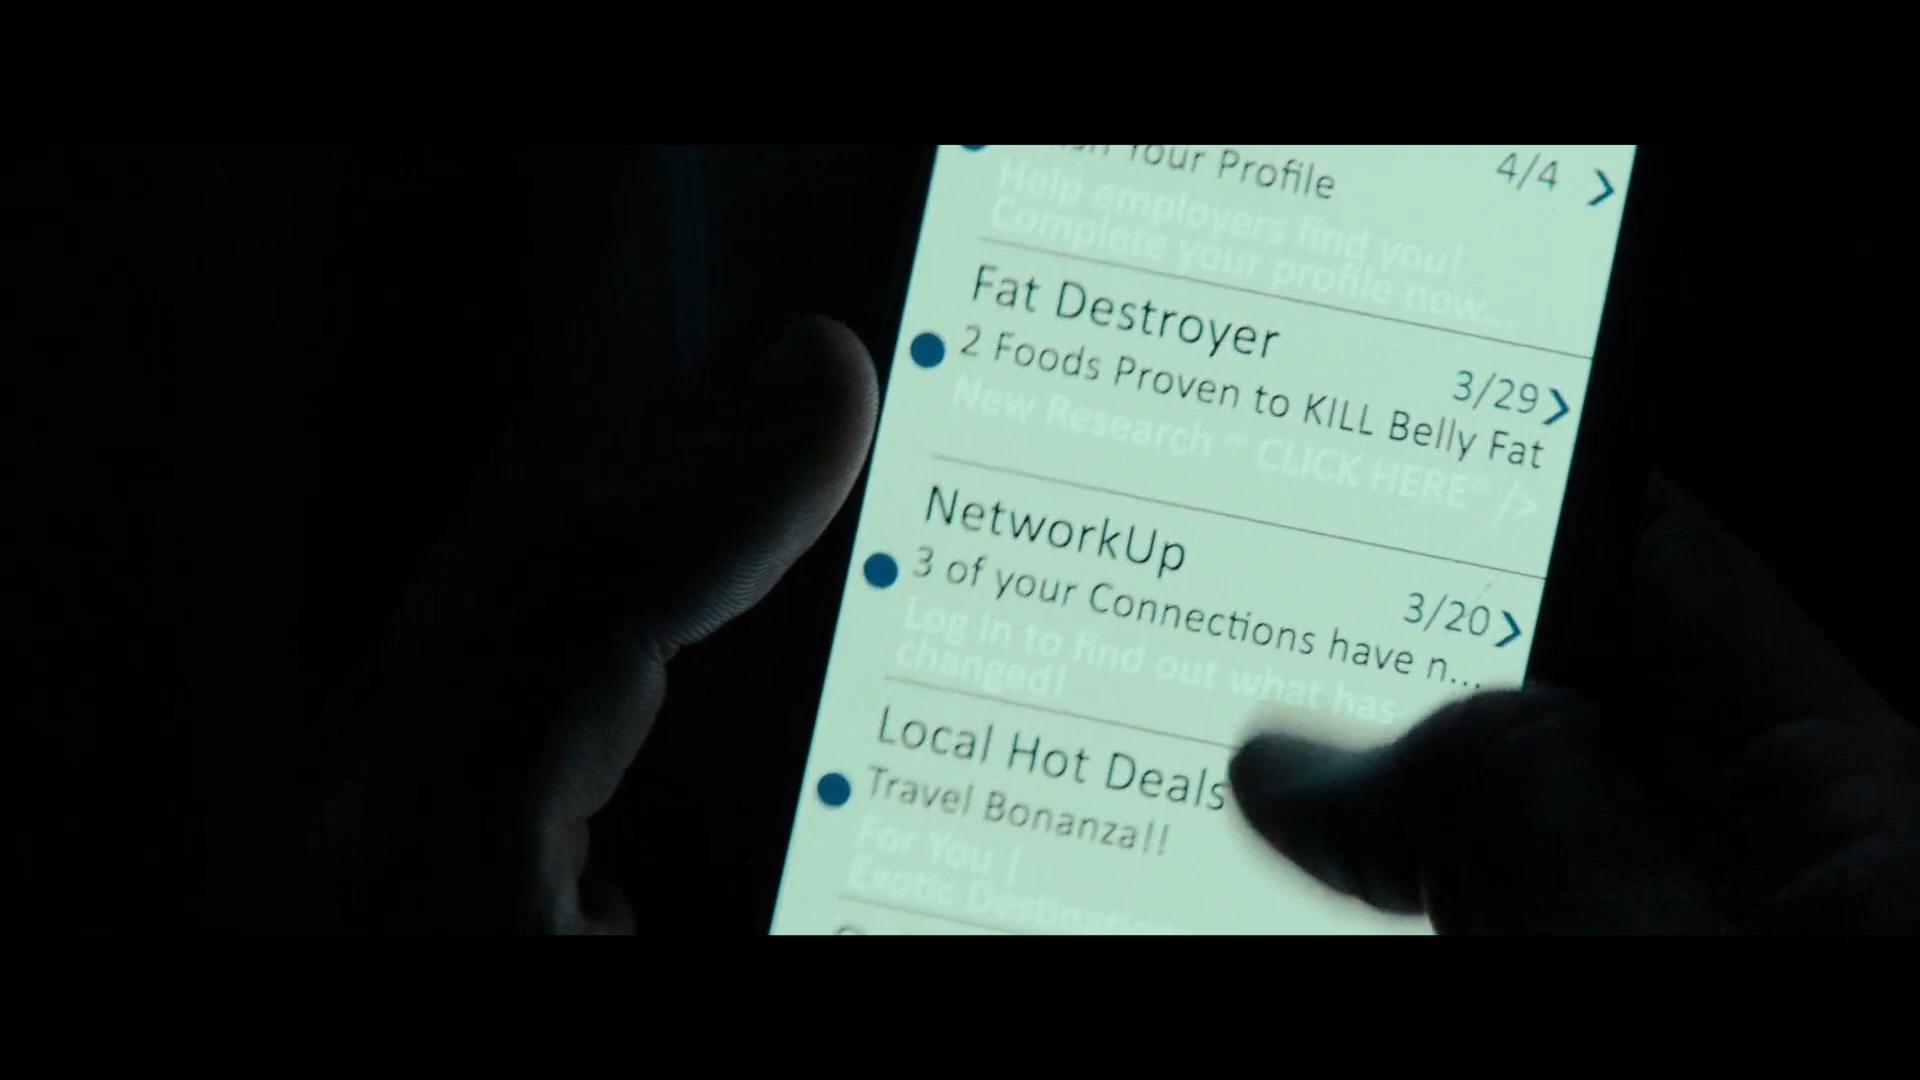 Your Profile
4/4
Help employers find you!
Complete your profile now...
Fat Destroyer
3/29
2 Foods Proven to KILL Belly Fat
New Research ~ CLICK HERE~ />
NetworkUp
3/20
3 of your Connections have n...
Log in to find out what has
changed!
Local Hot Deals
Travel Bonanza!!
For You |
Exotic